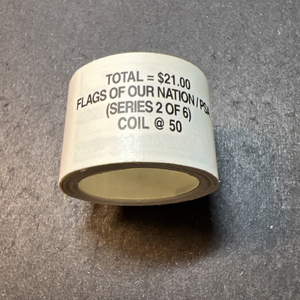 TOTAL = $21.00
FLAGS OF OUR NATION / PSA
(SERIES 2 OF 6)
COIL @ 50